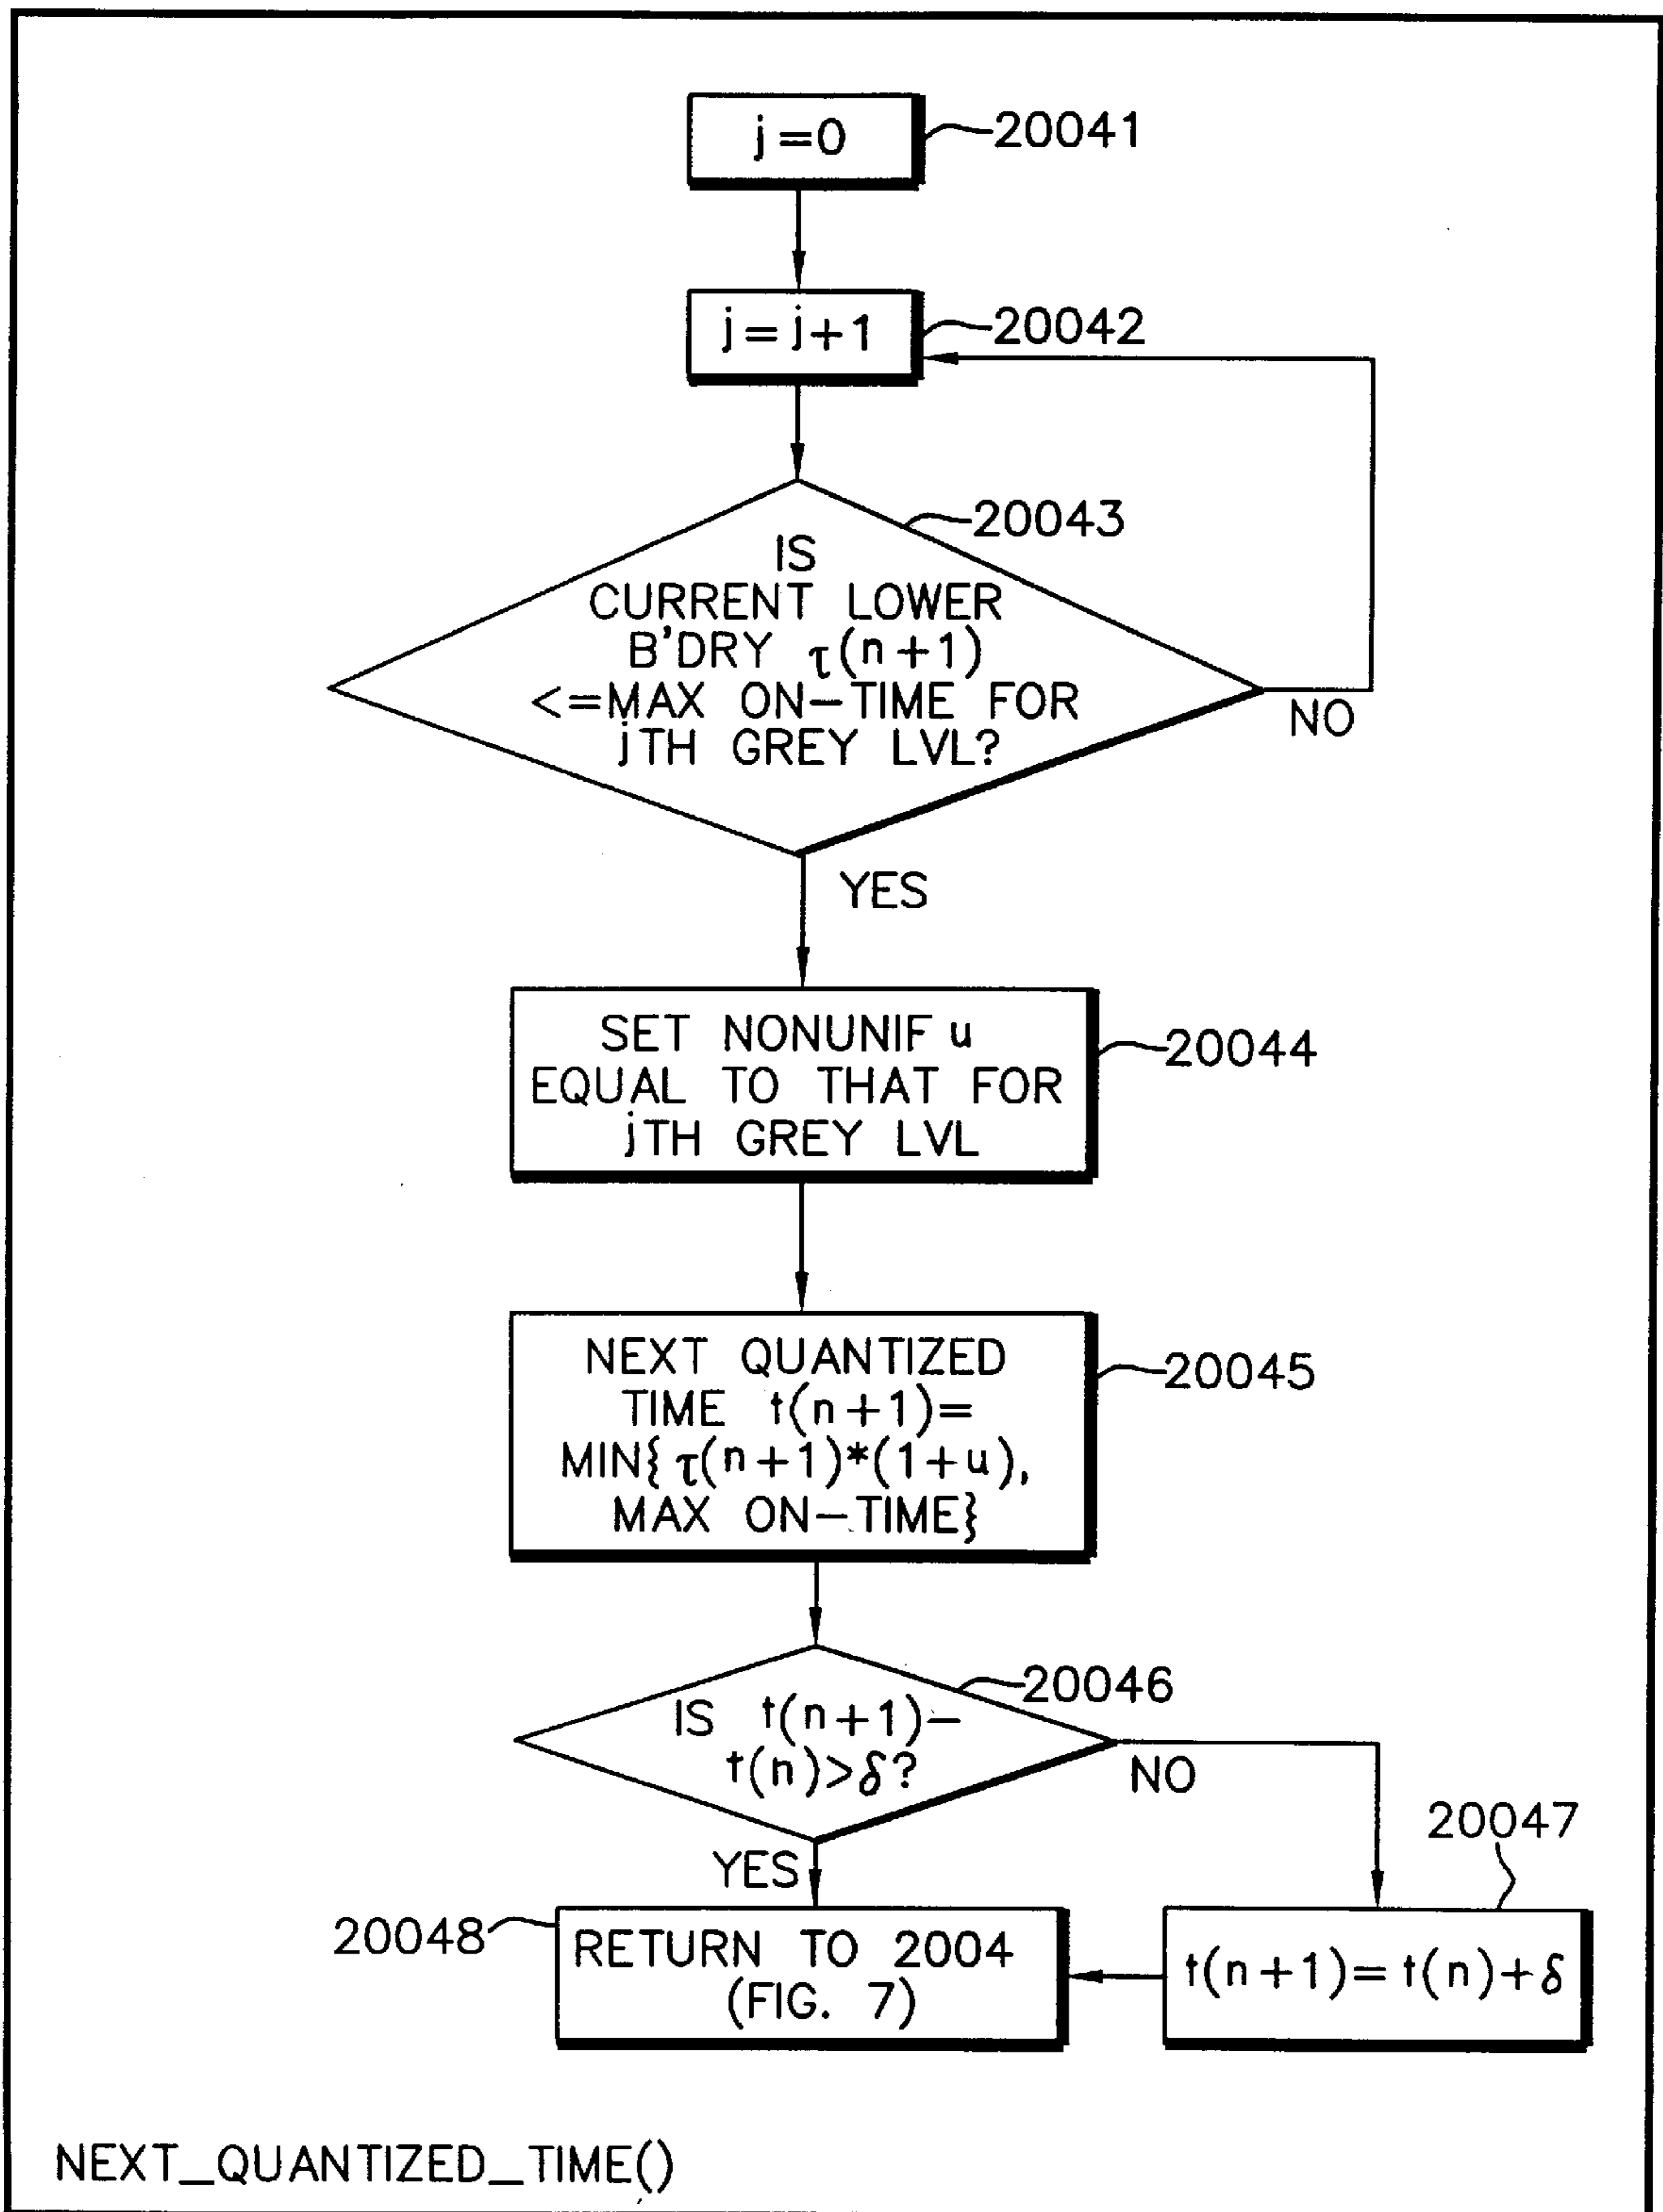 j=0
20041
j=j+1
20042
20043
IS
CURRENT LOWER
B'DRY τ(n+1)
<=MAX ON-TIME FOR
jTH GREY LVL?
NO
YES
SET NONUNIF u
EQUAL TO THAT FOR
jTH GREY LVL
20044
NEXT QUANTIZED
TIME t(n+1)=
MIN{τ(n+1)*(1+u),
MAX ON-TIME}
20045
20046
IS t(n+1)-
t(n)>δ?
NO
YES
20047
20048
RETURN TO 2004
(FIG. 7)
t(n+1)=t(n)+δ
NEXT_QUANTIZED_TIME()